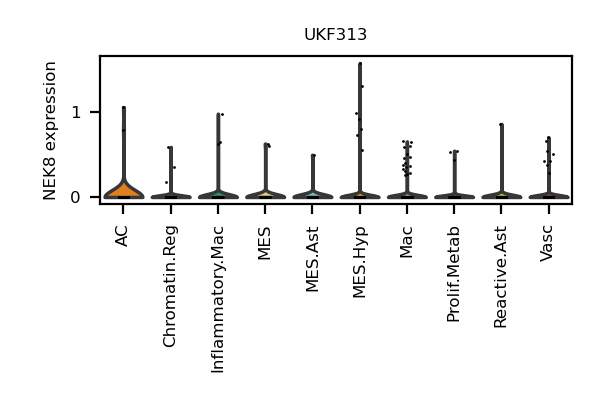 UKF313
NEK8 expression
1
0
AC
Chromatin.Reg
Inflammatory.Mac
MES
MES.Ast
MES.Hyp
Mac
Prolif.Metab
Reactive.Ast
Vasc